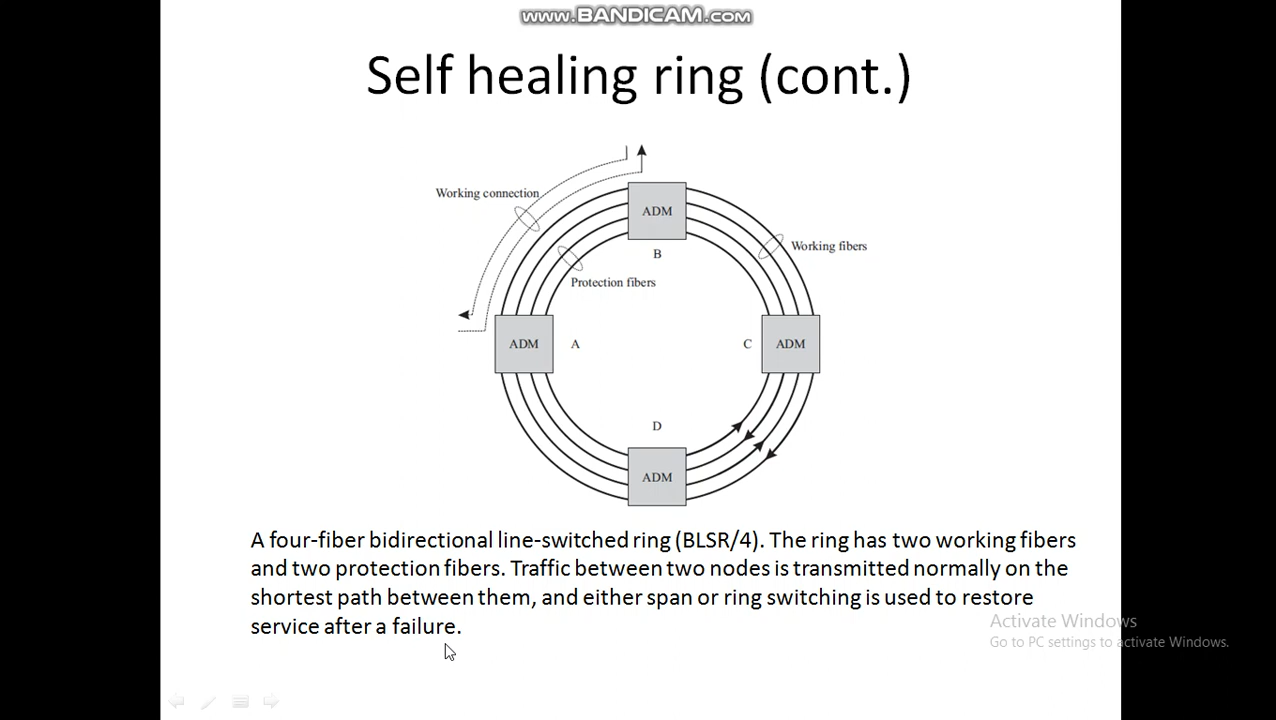 www.BANDICAM.com
Self healing ring (cont.)
Working connection
ADM
Working fibers
B
Protection fibers
ADM
A
C
ADM
D
ADM
A four-fiber bidirectional line-switched ring (BLSR/4). The ring has two working fibers
and two protection fibers. Traffic between two nodes is transmitted normally on the
shortest path between them, and either span or ring switching is used to restore
service after a failure.
Activate Windows
Go to PC settings to activate Windows.